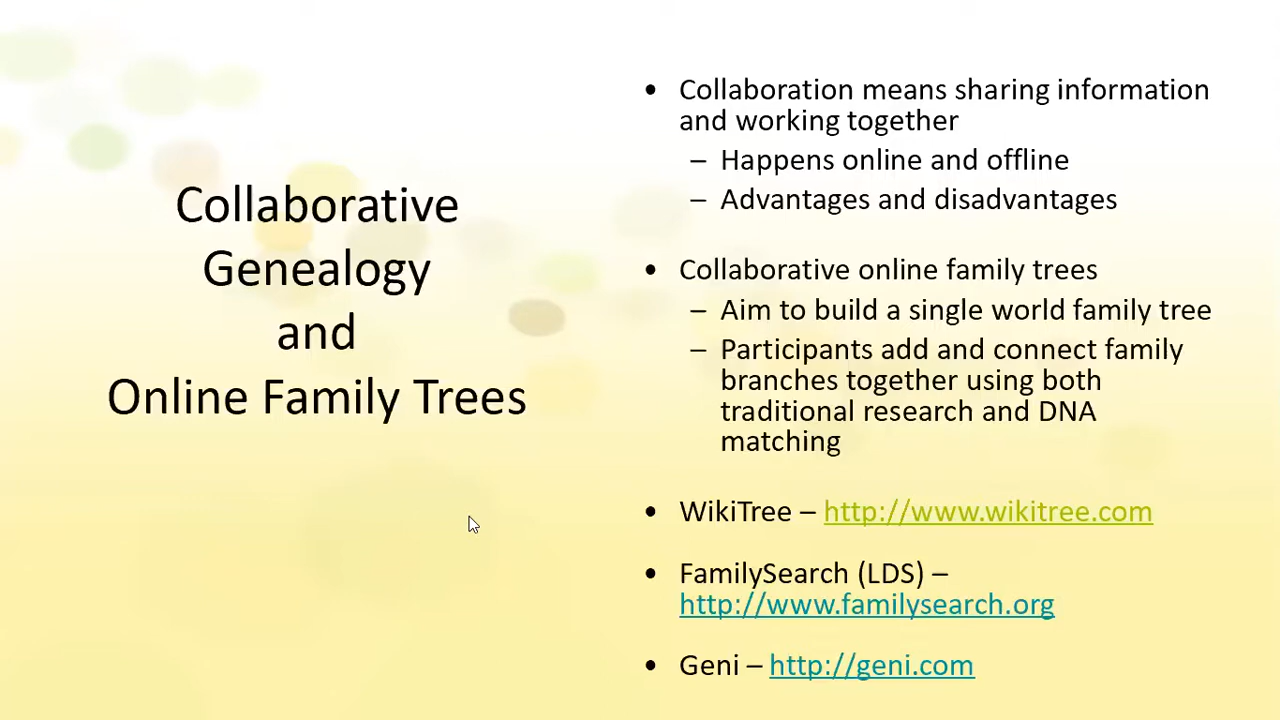 Collaborative
Genealogy
and
Online Family Trees
• Collaboration means sharing information
and working together
– Happens online and offline
– Advantages and disadvantages
• Collaborative online family trees
– Aim to build a single world family tree
– Participants add and connect family
branches together using both
traditional research and DNA
matching
• WikiTree – http://www.wikitree.com
• FamilySearch (LDS) –
http://www.familysearch.org
• Geni – http://geni.com